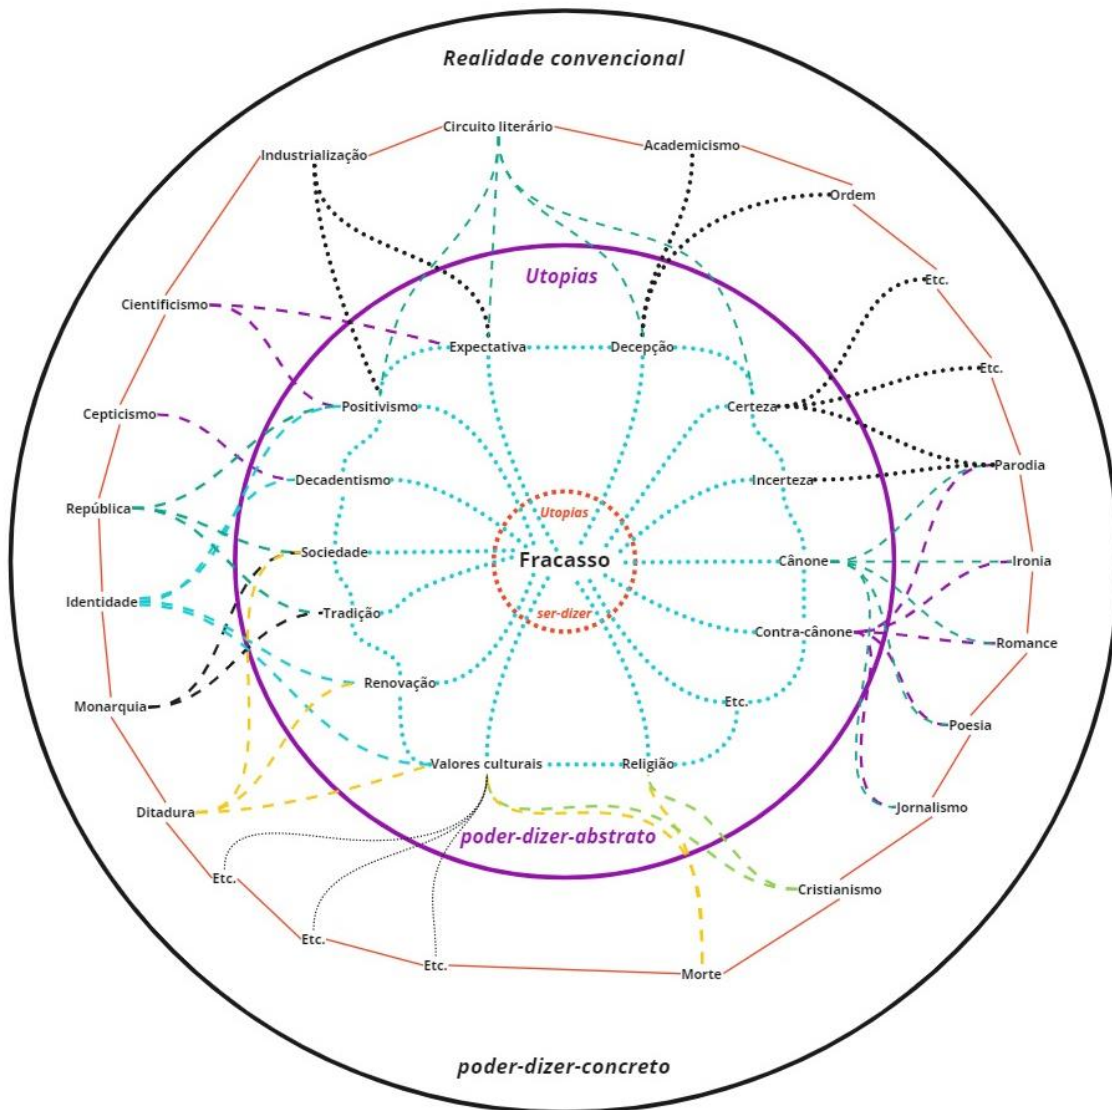 Realidade convencional
Circuito literário
Industrialização
Academicismo
Ordem
Utopias
Etc.
Cientificismo
Expectativa
Decepção
Etc.
Cepticismo
Positivismo
Certeza
Parodia
Decadentismo
Incerteza
República
Utopias
Sociedade
Fracasso
Cânone
Ironia
Identidade
Tradição
ser-dizer
Contra-cânone
Romance
Monarquia
Renovação
Etc.
Poesia
Valores culturais
Religião
Ditadura
Jornalismo
poder-dizer-abstrato
Etc.
Cristianismo
Etc.
Etc.
Morte
poder-dizer-concreto